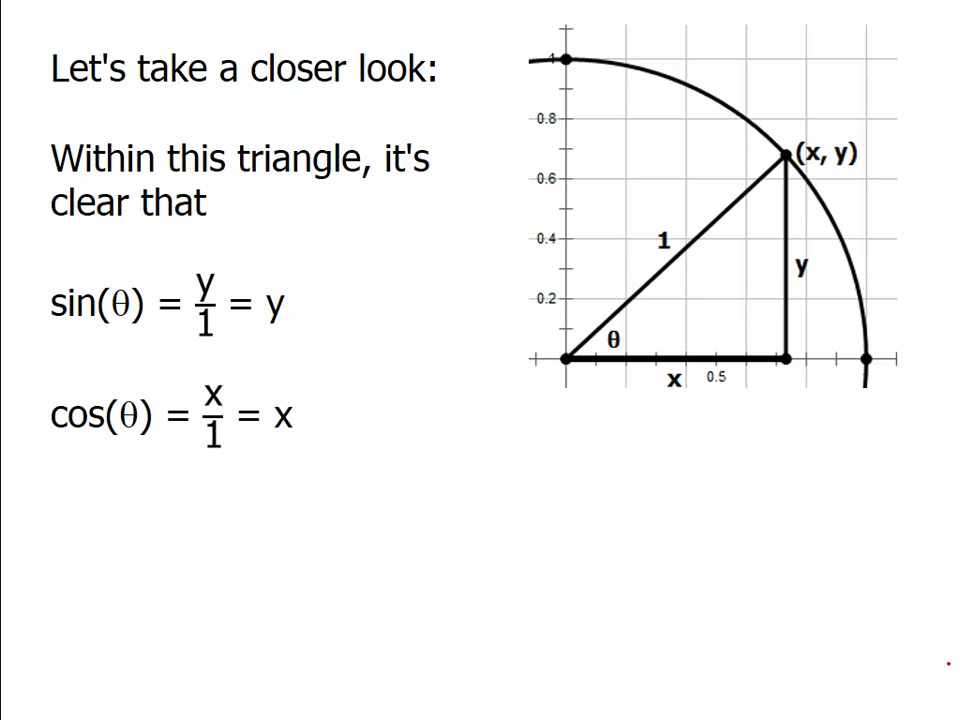 Let's take a closer look:
Within this triangle, it's
clear that
sin(θ) = y/1 = y
cos(θ) = x/1 = x
1
0.8
0.6
0.4
0.2
(x, y)
1
y
θ
x
0.5